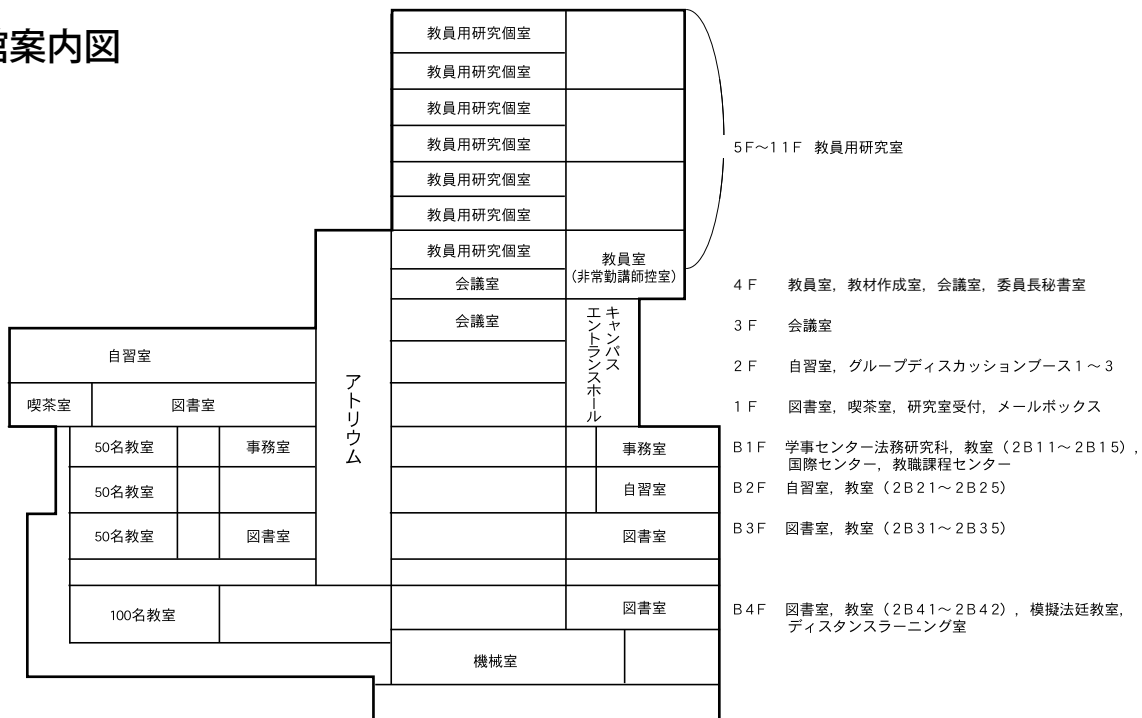 館案内図
教員用研究個室
教員用研究個室
教員用研究個室
教員用研究個室
教員用研究個室
教員用研究個室
教員用研究個室
教員室
(非常勤講師控室)
会議室
会議室
キャンパス
エントランスホール
アトリウム
自習室
喫茶室
図書室
50名教室
事務室
事務室
50名教室
自習室
50名教室
図書室
図書室
100名教室
図書室
機械室
5F〜11F 教員用研究室
4F 教員室，教材作成室，会議室，委員長秘書室
3F 会議室
2F 自習室，グループディスカッションブース1〜3
1F 図書室，喫茶室，研究室受付，メールボックス
B1F 学事センター法務研究科，教室（2B11〜2B15），
国際センター，教職課程センター
B2F 自習室，教室（2B21〜2B25）
B3F 図書室，教室（2B31〜2B35）
B4F 図書室，教室（2B41〜2B42），模擬法廷教室，
ディスタンスラーニング室